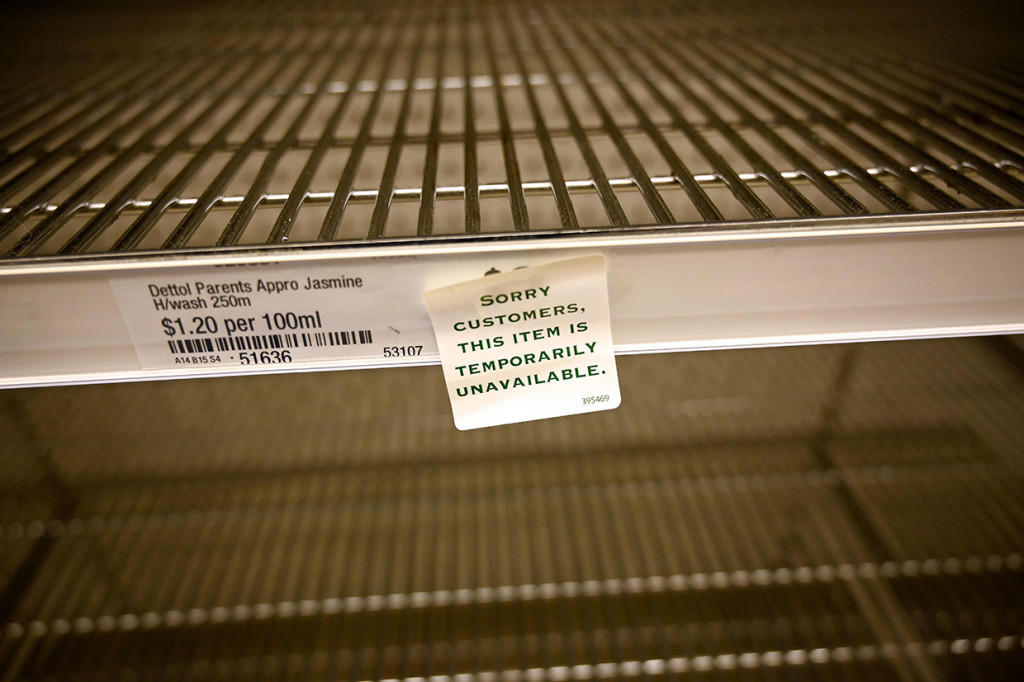 Dettol Parents Appro Jasmine
H/wash 250m
$1.20 per 100ml
A14 B15 S4
51636
53107
SORRY
CUSTOMERS,
THIS ITEM IS
TEMPORARILY
UNAVAILABLE.
395469